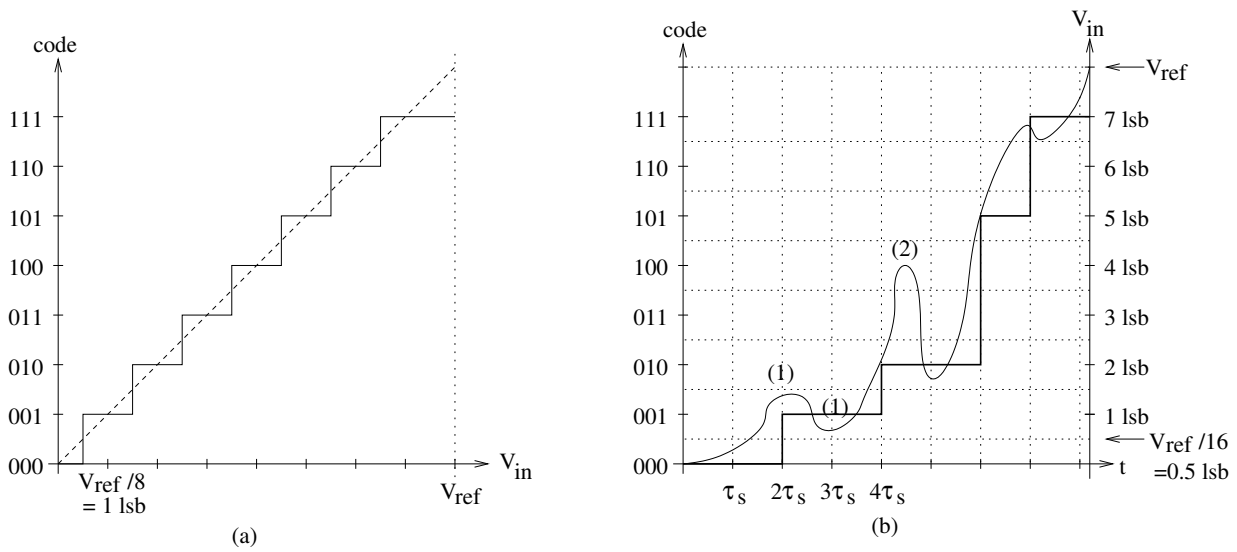 code
111
110
101
100
011
010
001
000
V_ref /8
= 1 lsb
V_in
V_ref
(a)
code
V_in
111
110
101
100
011
010
001
000
(1)
(1)
(2)
V_ref
7 lsb
6 lsb
5 lsb
4 lsb
3 lsb
2 lsb
1 lsb
V_ref /16
=0.5 lsb
t
τ_s
2τ_s
3τ_s
4τ_s
(b)